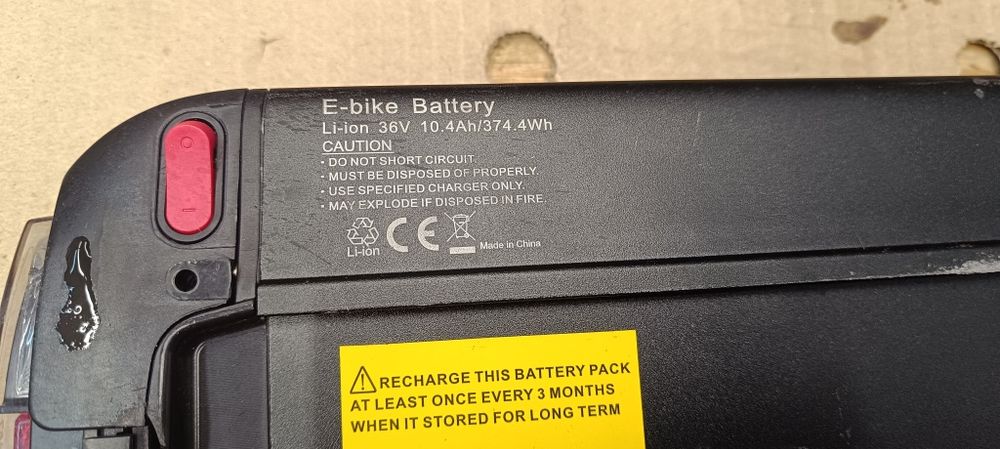 E-bike Battery
Li-ion 36V 10.4Ah/374.4Wh
CAUTION
• DO NOT SHORT CIRCUIT.
• MUST BE DISPOSED OF PROPERLY.
• USE SPECIFIED CHARGER ONLY.
• MAY EXPLODE IF DISPOSED IN FIRE.
Li-ion CE Made in China
RECHARGE THIS BATTERY PACK
AT LEAST ONCE EVERY 3 MONTHS
WHEN IT STORED FOR LONG TERM